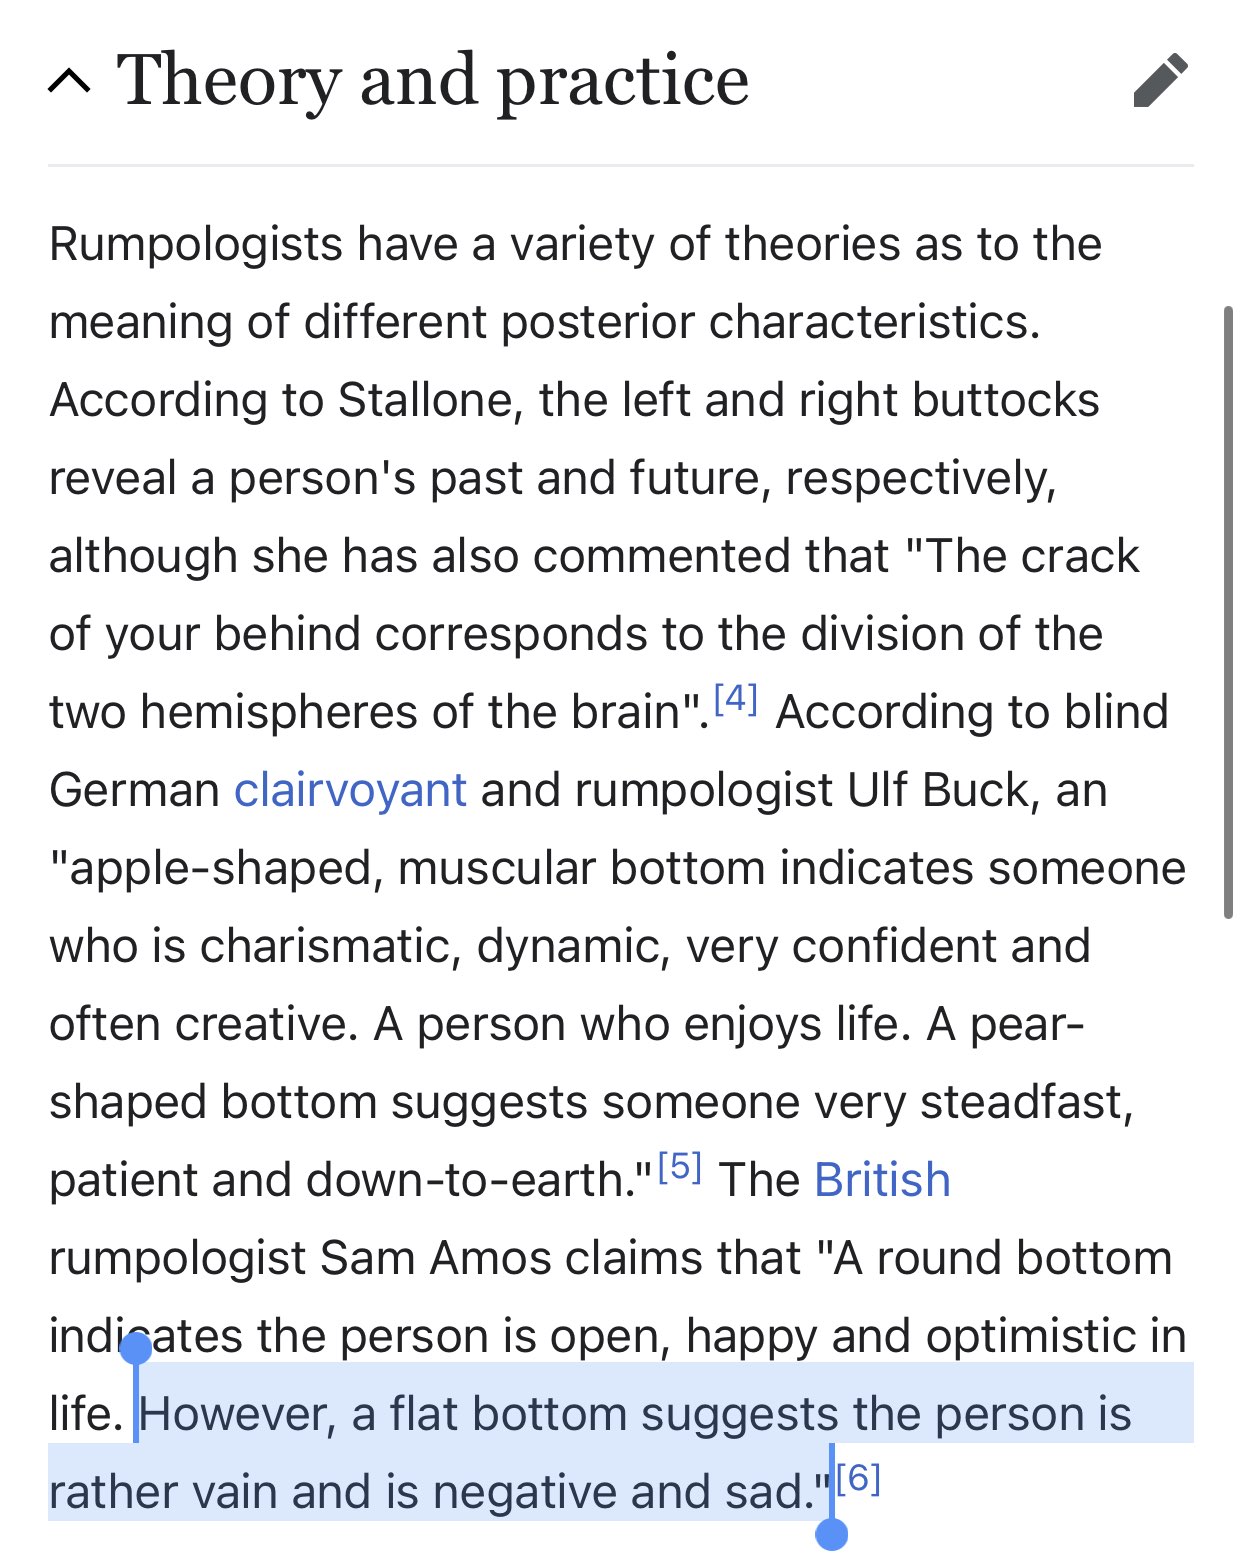 Theory and practice
Rumpologists have a variety of theories as to the
meaning of different posterior characteristics.
According to Stallone, the left and right buttocks
reveal a person's past and future, respectively,
although she has also commented that "The crack
of your behind corresponds to the division of the
two hemispheres of the brain".[4] According to blind
German clairvoyant and rumpologist Ulf Buck, an
"apple-shaped, muscular bottom indicates someone
who is charismatic, dynamic, very confident and
often creative. A person who enjoys life. A pear-
shaped bottom suggests someone very steadfast,
patient and down-to-earth."[5] The British
rumpologist Sam Amos claims that "A round bottom
indicates the person is open, happy and optimistic in
life. However, a flat bottom suggests the person is
rather vain and is negative and sad."[6]